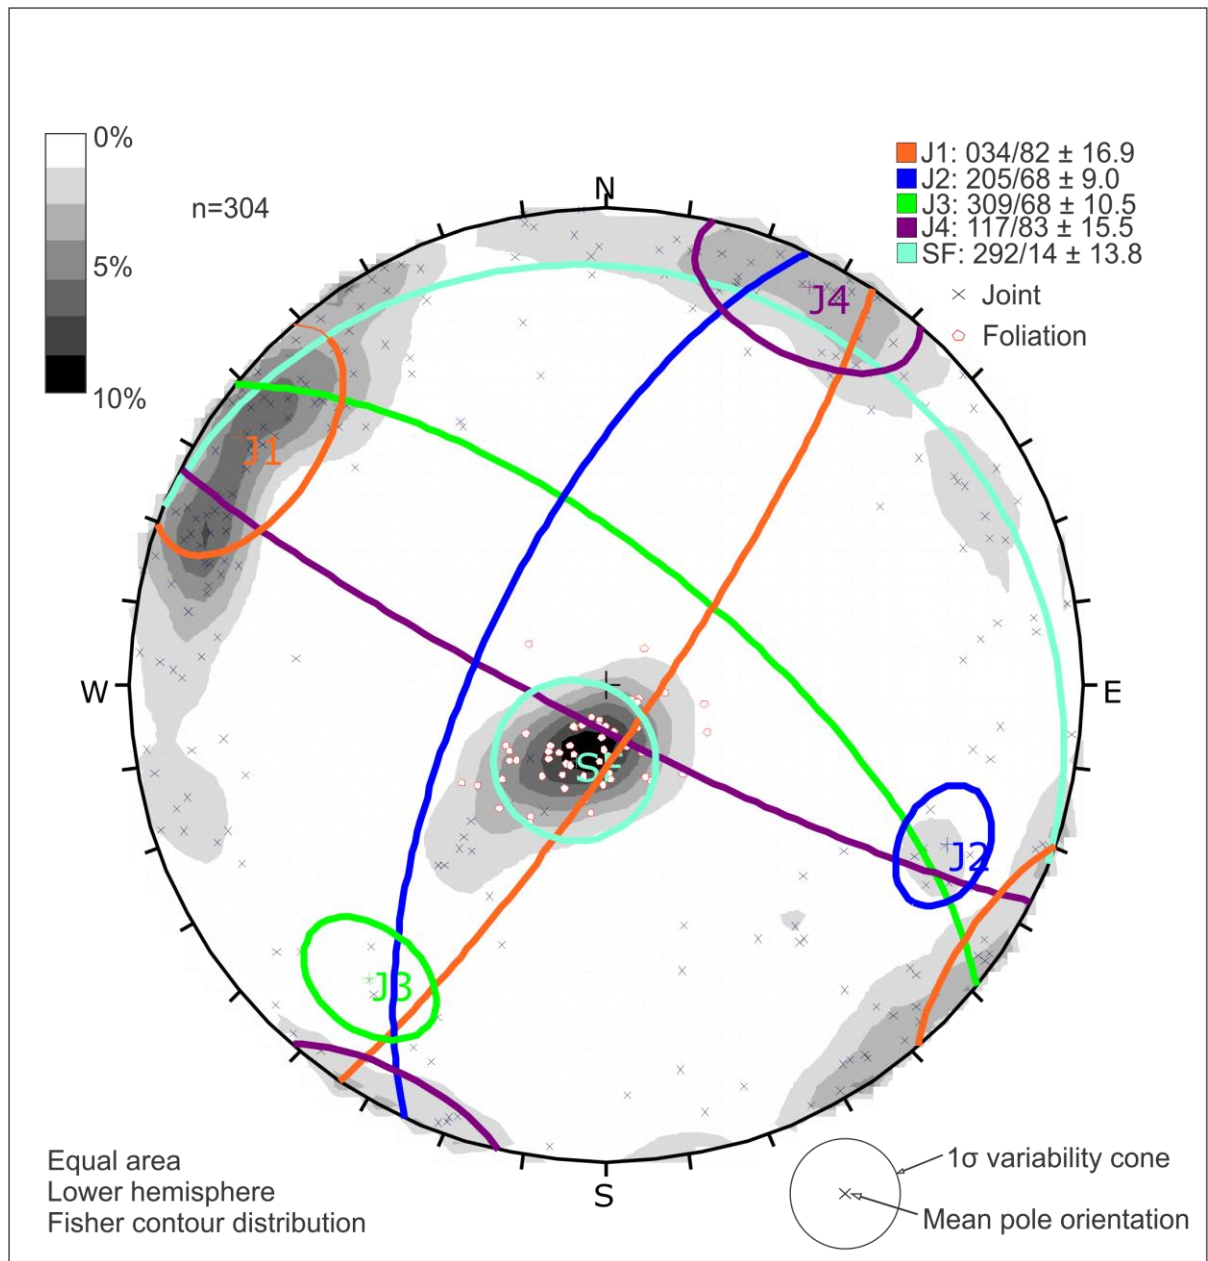 0%
5%
10%
n=304
J1: 034/82 ± 16.9
J2: 205/68 ± 9.0
J3: 309/68 ± 10.5
J4: 117/83 ± 15.5
SF: 292/14 ± 13.8
Joint
Foliation
N
J4
J1
W
E
SF
J2
J3
S
Equal area
Lower hemisphere
Fisher contour distribution
1σ variability cone
Mean pole orientation